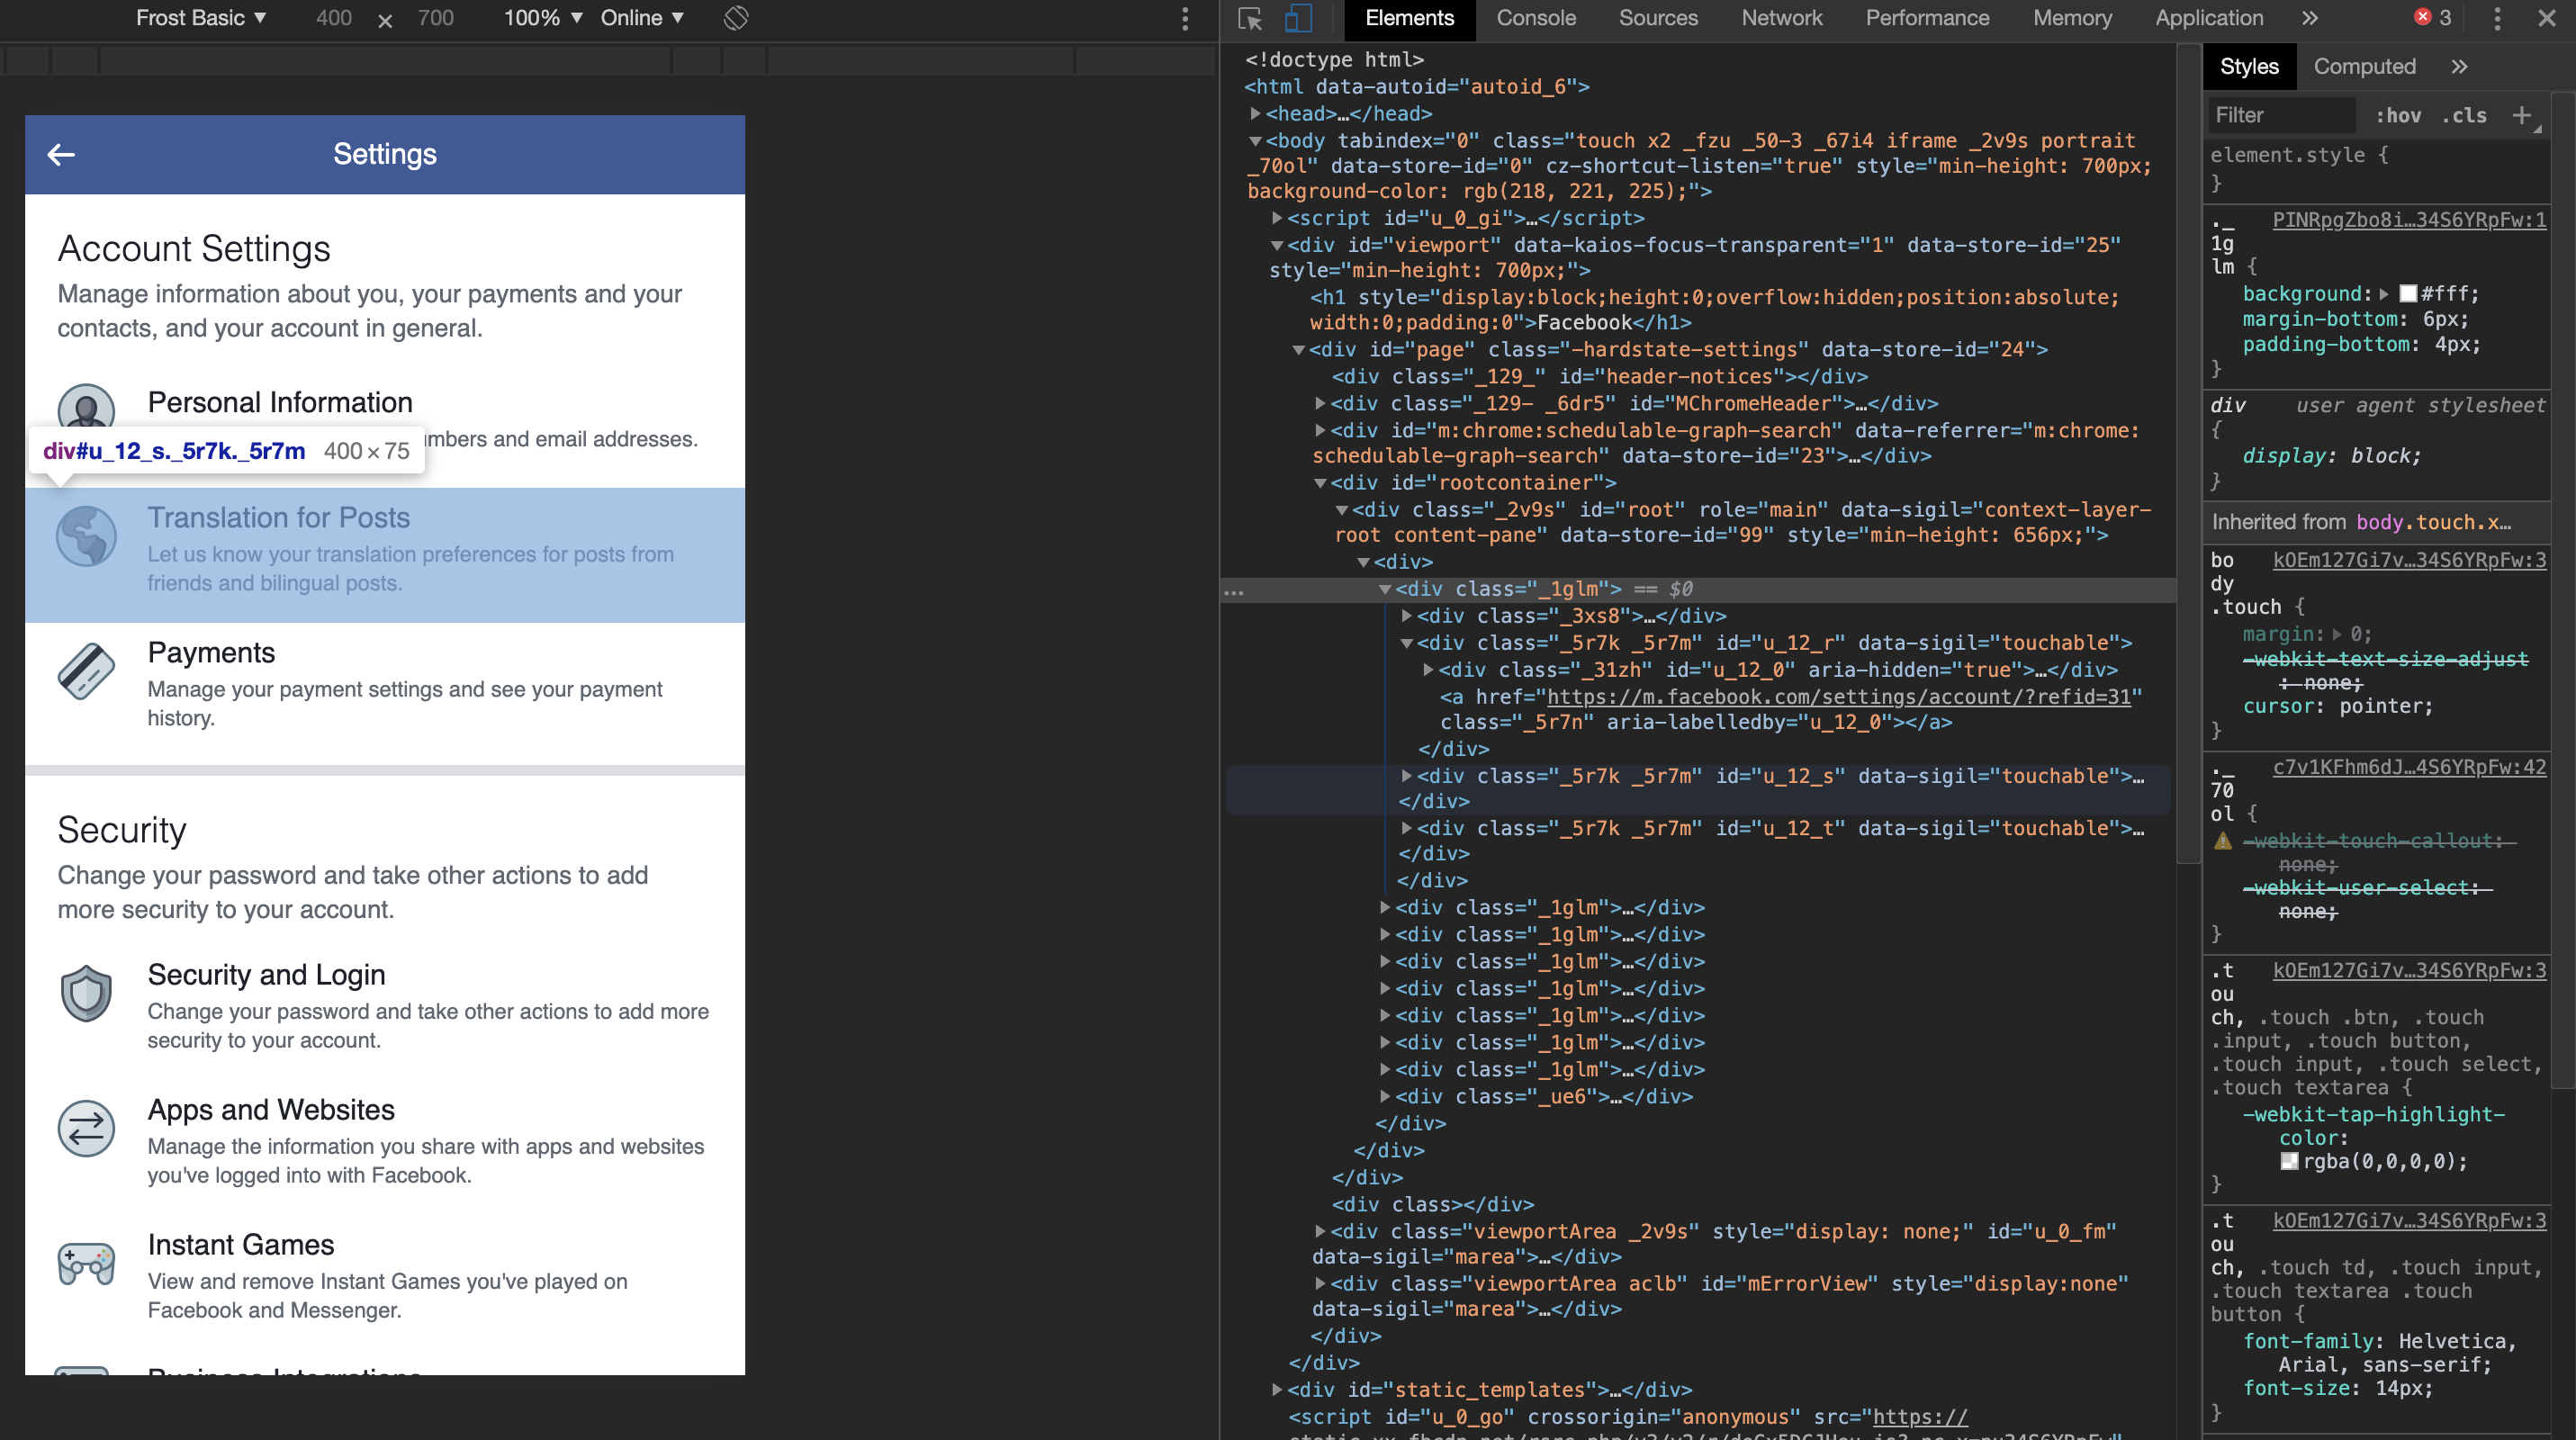 Frost Basic ▼ 400 × 700 100% ▼ Online ▼
Settings
Account Settings
Manage information about you, your payments and your
contacts, and your account in general.
Personal Information
mbers and email addresses.
div#u_12_s._5r7k._5r7m 400 × 75
Translation for Posts
Let us know your translation preferences for posts from
friends and bilingual posts.
Payments
Manage your payment settings and see your payment
history.
Security
Change your password and take other actions to add
more security to your account.
Security and Login
Change your password and take other actions to add more
security to your account.
Apps and Websites
Manage the information you share with apps and websites
you've logged into with Facebook.
Instant Games
View and remove Instant Games you've played on
Facebook and Messenger.
Business Integrations
Elements Console Sources Network Performance Memory Application » 3
<!doctype html>
<html data-autoid="autoid_6">
<head>…</head>
<body tabindex="0" class="touch x2 _fzu _50-3 _67i4 iframe _2v9s portrait
_70ol" data-store-id="0" cz-shortcut-listen="true" style="min-height: 700px;
background-color: rgb(218, 221, 225);">
<script id="u_0_gi">…</script>
<div id="viewport" data-kaios-focus-transparent="1" data-store-id="25"
style="min-height: 700px;">
<h1 style="display:block;height:0;overflow:hidden;position:absolute;
width:0;padding:0">Facebook</h1>
<div id="page" class="-hardstate-settings" data-store-id="24">
<div class="_129_" id="header-notices"></div>
<div class="_129- _6dr5" id="MChromeHeader">…</div>
<div id="m:chrome:schedulable-graph-search" data-referrer="m:chrome:
schedulable-graph-search" data-store-id="23">…</div>
<div id="rootcontainer">
<div class="_2v9s" id="root" role="main" data-sigil="context-layer-
root content-pane" data-store-id="99" style="min-height: 656px;">
<div>
… <div class="_1glm"> == $0
<div class="_3xs8">…</div>
<div class="_5r7k _5r7m" id="u_12_r" data-sigil="touchable">
<div class="_31zh" id="u_12_0" aria-hidden="true">…</div>
<a href="https://m.facebook.com/settings/account/?refid=31"
class="_5r7n" aria-labelledby="u_12_0"></a>
</div>
<div class="_5r7k _5r7m" id="u_12_s" data-sigil="touchable">…
</div>
<div class="_5r7k _5r7m" id="u_12_t" data-sigil="touchable">…
</div>
</div>
<div class="_1glm">…</div>
<div class="_1glm">…</div>
<div class="_1glm">…</div>
<div class="_1glm">…</div>
<div class="_1glm">…</div>
<div class="_1glm">…</div>
<div class="_1glm">…</div>
<div class="_ue6">…</div>
</div>
</div>
</div>
<div class></div>
<div class="viewportArea _2v9s" style="display: none;" id="u_0_fm"
data-sigil="marea">…</div>
<div class="viewportArea aclb" id="mErrorView" style="display:none"
data-sigil="marea">…</div>
</div>
</div>
<div id="static_templates">…</div>
<script id="u_0_go" crossorigin="anonymous" src="https://
Styles Computed »
Filter :hov .cls +
element.style {
}
._ PINRpgZbo8i…34S6YRpFw:1
1g
lm {
background: #fff;
margin-bottom: 6px;
padding-bottom: 4px;
}
div user agent stylesheet
{
display: block;
}
Inherited from body.touch.x…
bo kOEm127Gi7v…34S6YRpFw:3
dy
.touch {
margin: 0;
-webkit-text-size-adjust
: none;
cursor: pointer;
}
._ c7v1KFhm6dJ…4S6YRpFw:42
70
ol {
-webkit-touch-callout:
none;
-webkit-user-select:
none;
}
.t kOEm127Gi7v…34S6YRpFw:3
ou
ch, .touch .btn, .touch
.input, .touch button,
.touch input, .touch select,
.touch textarea {
-webkit-tap-highlight-
color:
rgba(0,0,0,0);
}
.t kOEm127Gi7v…34S6YRpFw:3
ou
ch, .touch td, .touch input,
.touch textarea .touch
button {
font-family: Helvetica,
Arial, sans-serif;
font-size: 14px;
}